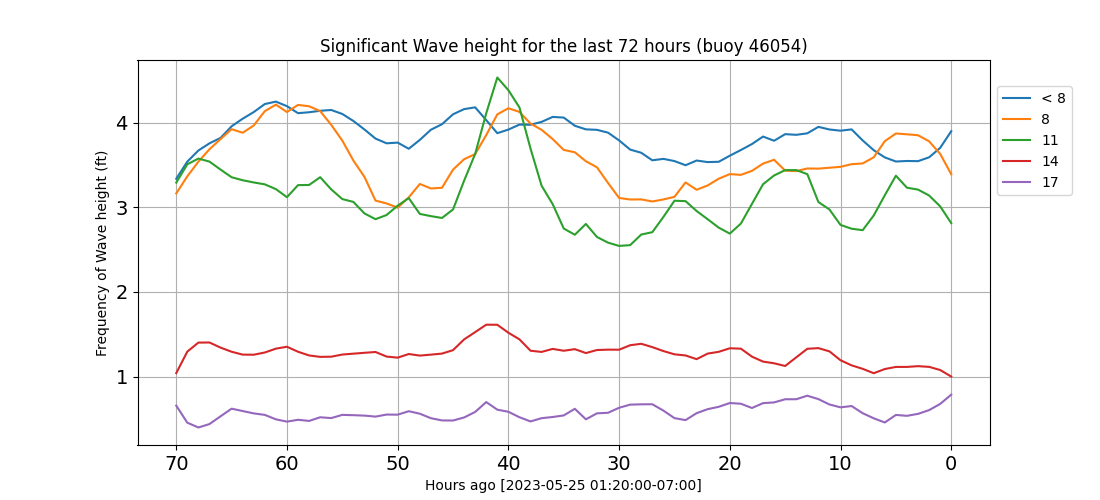 Significant Wave height for the last 72 hours (buoy 46054)
Frequency of Wave height (ft)
4
3
2
1
70 60 50 40 30 20 10 0
Hours ago [2023-05-25 01:20:00-07:00]
< 8
8
11
14
17